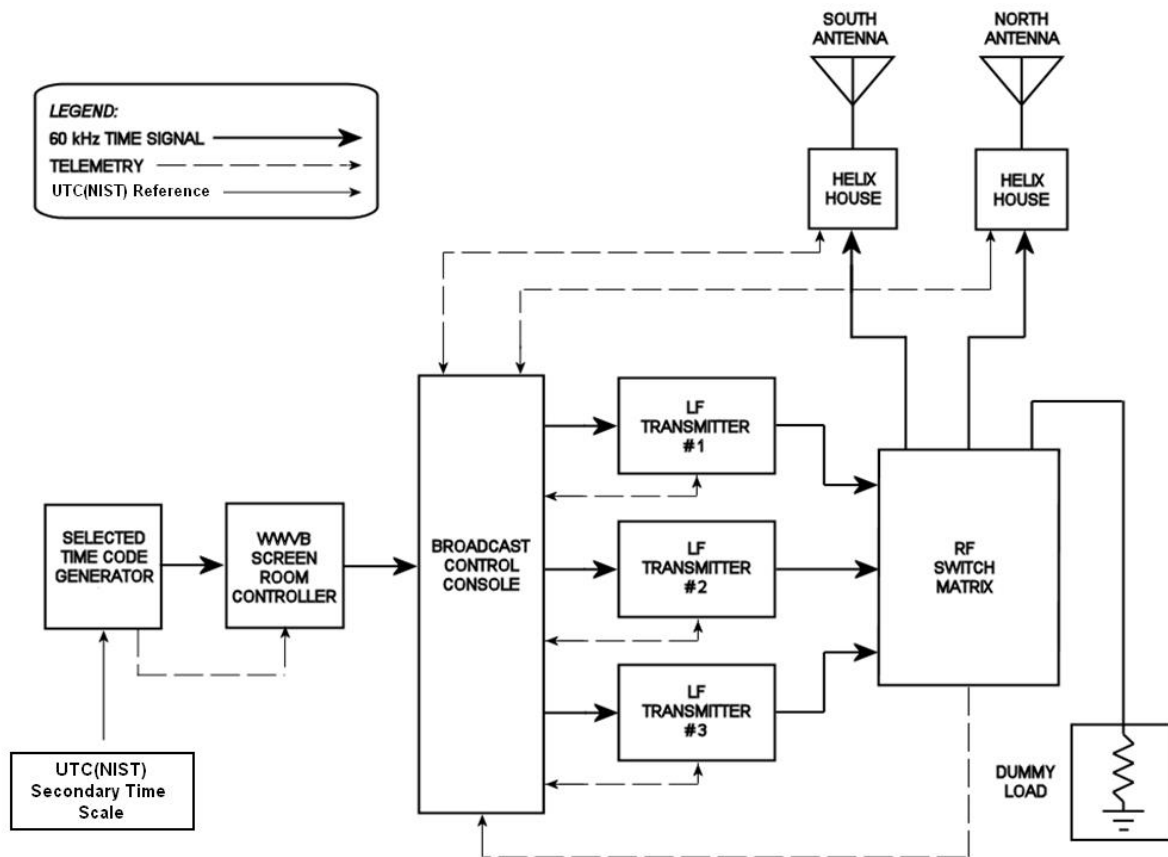 SOUTH
ANTENNA
NORTH
ANTENNA
LEGEND:
60 kHz TIME SIGNAL
TELEMETRY
UTC(NIST) Reference
HELIX
HOUSE
HELIX
HOUSE
LF
TRANSMITTER
#1
SELECTED
TIME CODE
GENERATOR
WWVB
SCREEN
ROOM
CONTROLLER
BROADCAST
CONTROL
CONSOLE
LF
TRANSMITTER
#2
RF
SWITCH
MATRIX
LF
TRANSMITTER
#3
UTC(NIST)
Secondary Time
Scale
DUMMY
LOAD